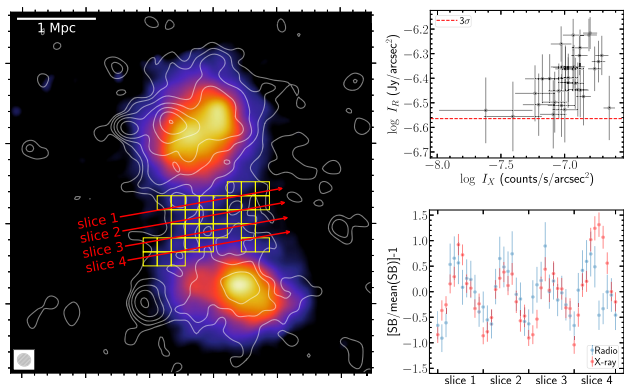 1 Mpc
slice 1
slice 2
slice 3
slice 4
3σ
log I_R (Jy/arcsec²)
−6.2
−6.3
−6.4
−6.5
−6.6
−6.7
−8.0 −7.5 −7.0
log I_X (counts/s/arcsec²)
[SB/mean(SB)]-1
1.5
1.0
0.5
0.0
−0.5
−1.0
−1.5
Radio
X-ray
slice 1 slice 2 slice 3 slice 4